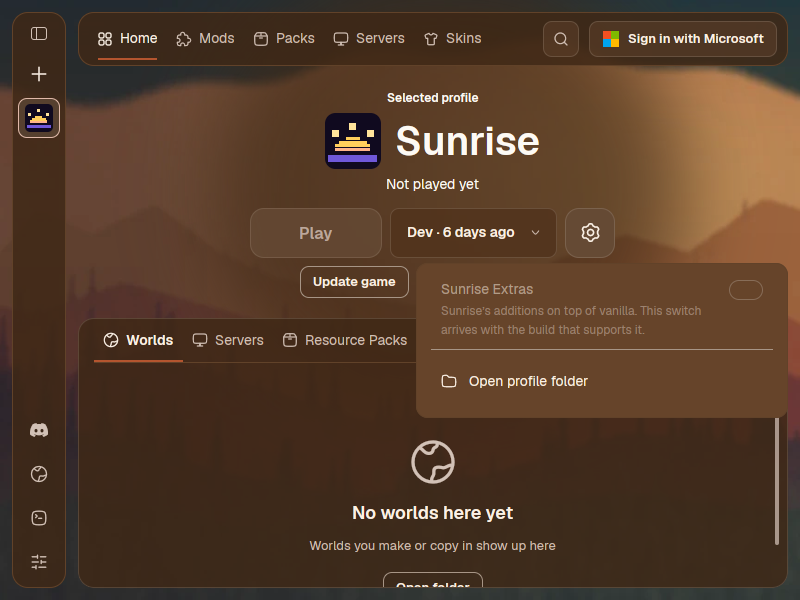 Home
Mods
Packs
Servers
Skins
Sign in with Microsoft
Selected profile
Sunrise
Not played yet
Play
Dev · 6 days ago
Update game
Sunrise Extras
Sunrise's additions on top of vanilla. This switch
arrives with the build that supports it.
Open profile folder
Worlds
Servers
Resource Packs
No worlds here yet
Worlds you make or copy in show up here
Open folder